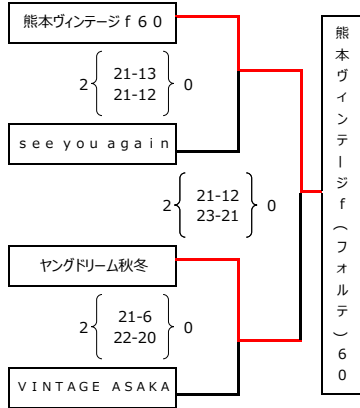 熊本ヴィンテージｆ６０
2 21-13 0
21-12
ｓｅｅ ｙｏｕ ａｇａｉｎ
2 21-12 0
23-21
ヤングドリーム秋冬
2 21-6 0
22-20
ＶＩＮＴＡＧＥ ＡＳＡＫＡ
熊本ヴィンテージｆ（フォルテ）６０